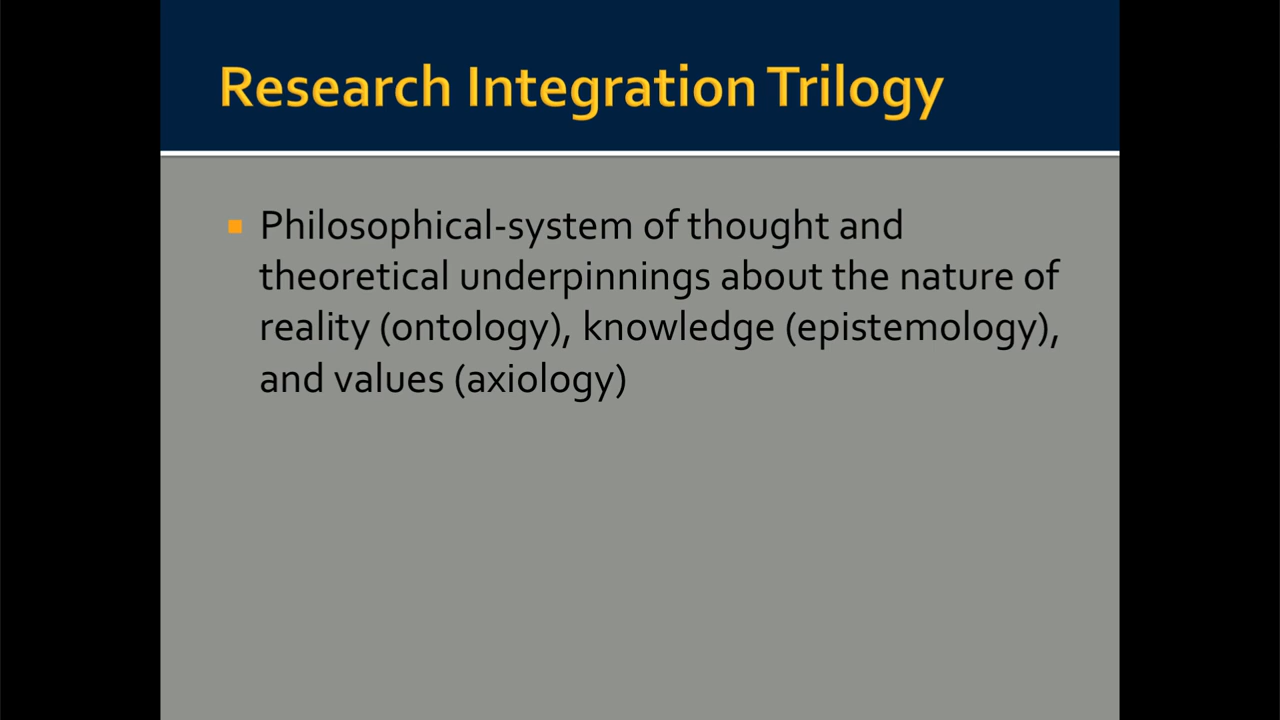 Research Integration Trilogy
Philosophical-system of thought and
theoretical underpinnings about the nature of
reality (ontology), knowledge (epistemology),
and values (axiology)